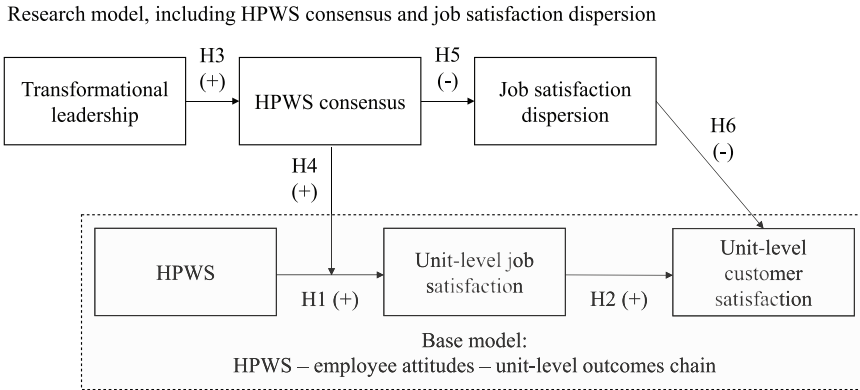 Research model, including HPWS consensus and job satisfaction dispersion
H3
(+)
H5
(-)
Transformational
leadership
HPWS consensus
Job satisfaction
dispersion
H6
(-)
H4
(+)
HPWS
H1 (+)
Unit-level job
satisfaction
H2 (+)
Unit-level
customer
satisfaction
Base model:
HPWS – employee attitudes – unit-level outcomes chain